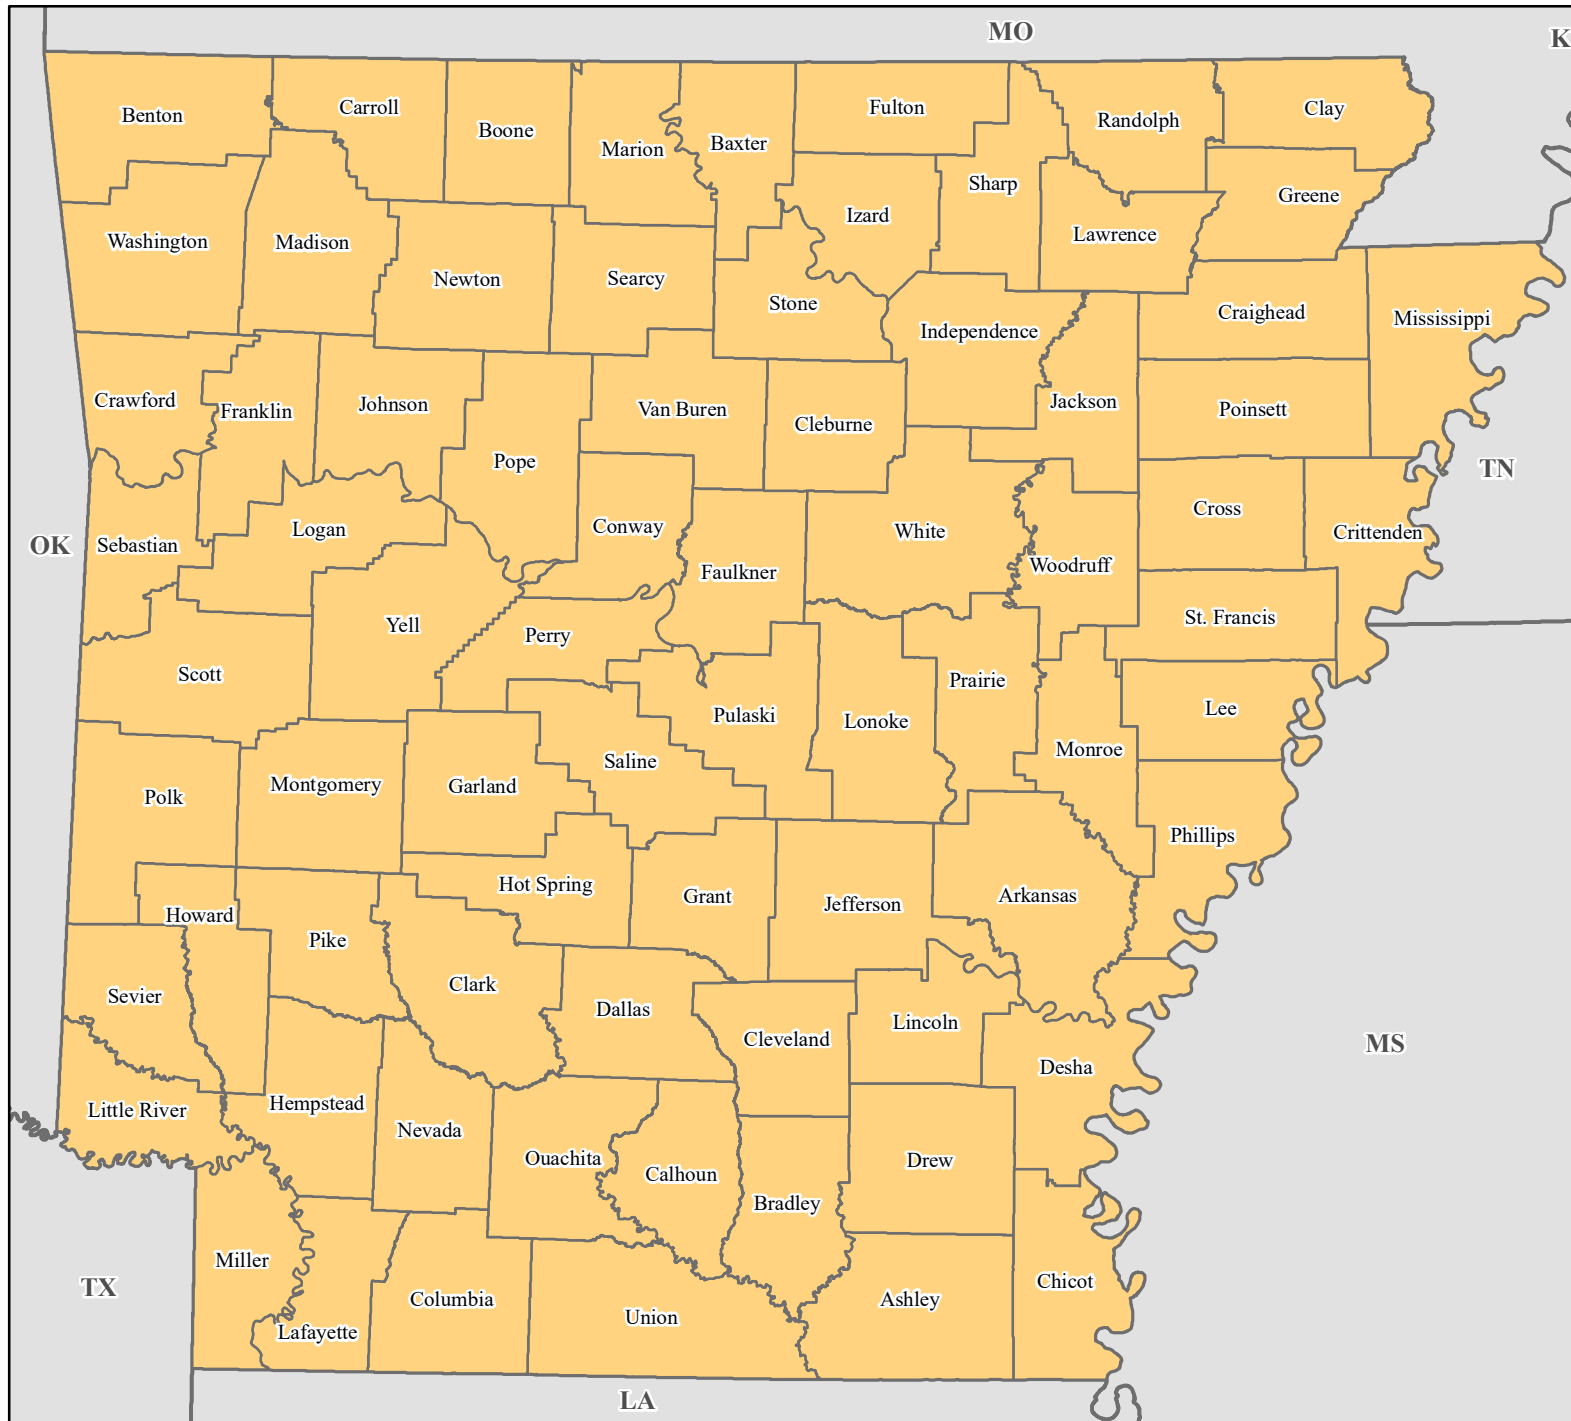 MO
K
Benton
Carroll
Boone
Marion
Baxter
Fulton
Randolph
Clay
Sharp
Greene
Izard
Washington
Madison
Lawrence
Newton
Searcy
Stone
Independence
Craighead
Mississippi
Crawford
Franklin
Johnson
Van Buren
Cleburne
Jackson
Poinsett
Pope
TN
OK
Sebastian
Logan
Conway
White
Cross
Crittenden
Faulkner
Woodruff
Yell
Perry
St. Francis
Scott
Prairie
Pulaski
Lonoke
Lee
Monroe
Saline
Polk
Montgomery
Garland
Phillips
Hot Spring
Grant
Jefferson
Arkansas
Howard
Pike
Clark
Sevier
Dallas
Lincoln
Cleveland
MS
Desha
Little River
Hempstead
Nevada
Ouachita
Calhoun
Drew
Bradley
Miller
TX
Columbia
Lafayette
Union
Ashley
Chicot
LA